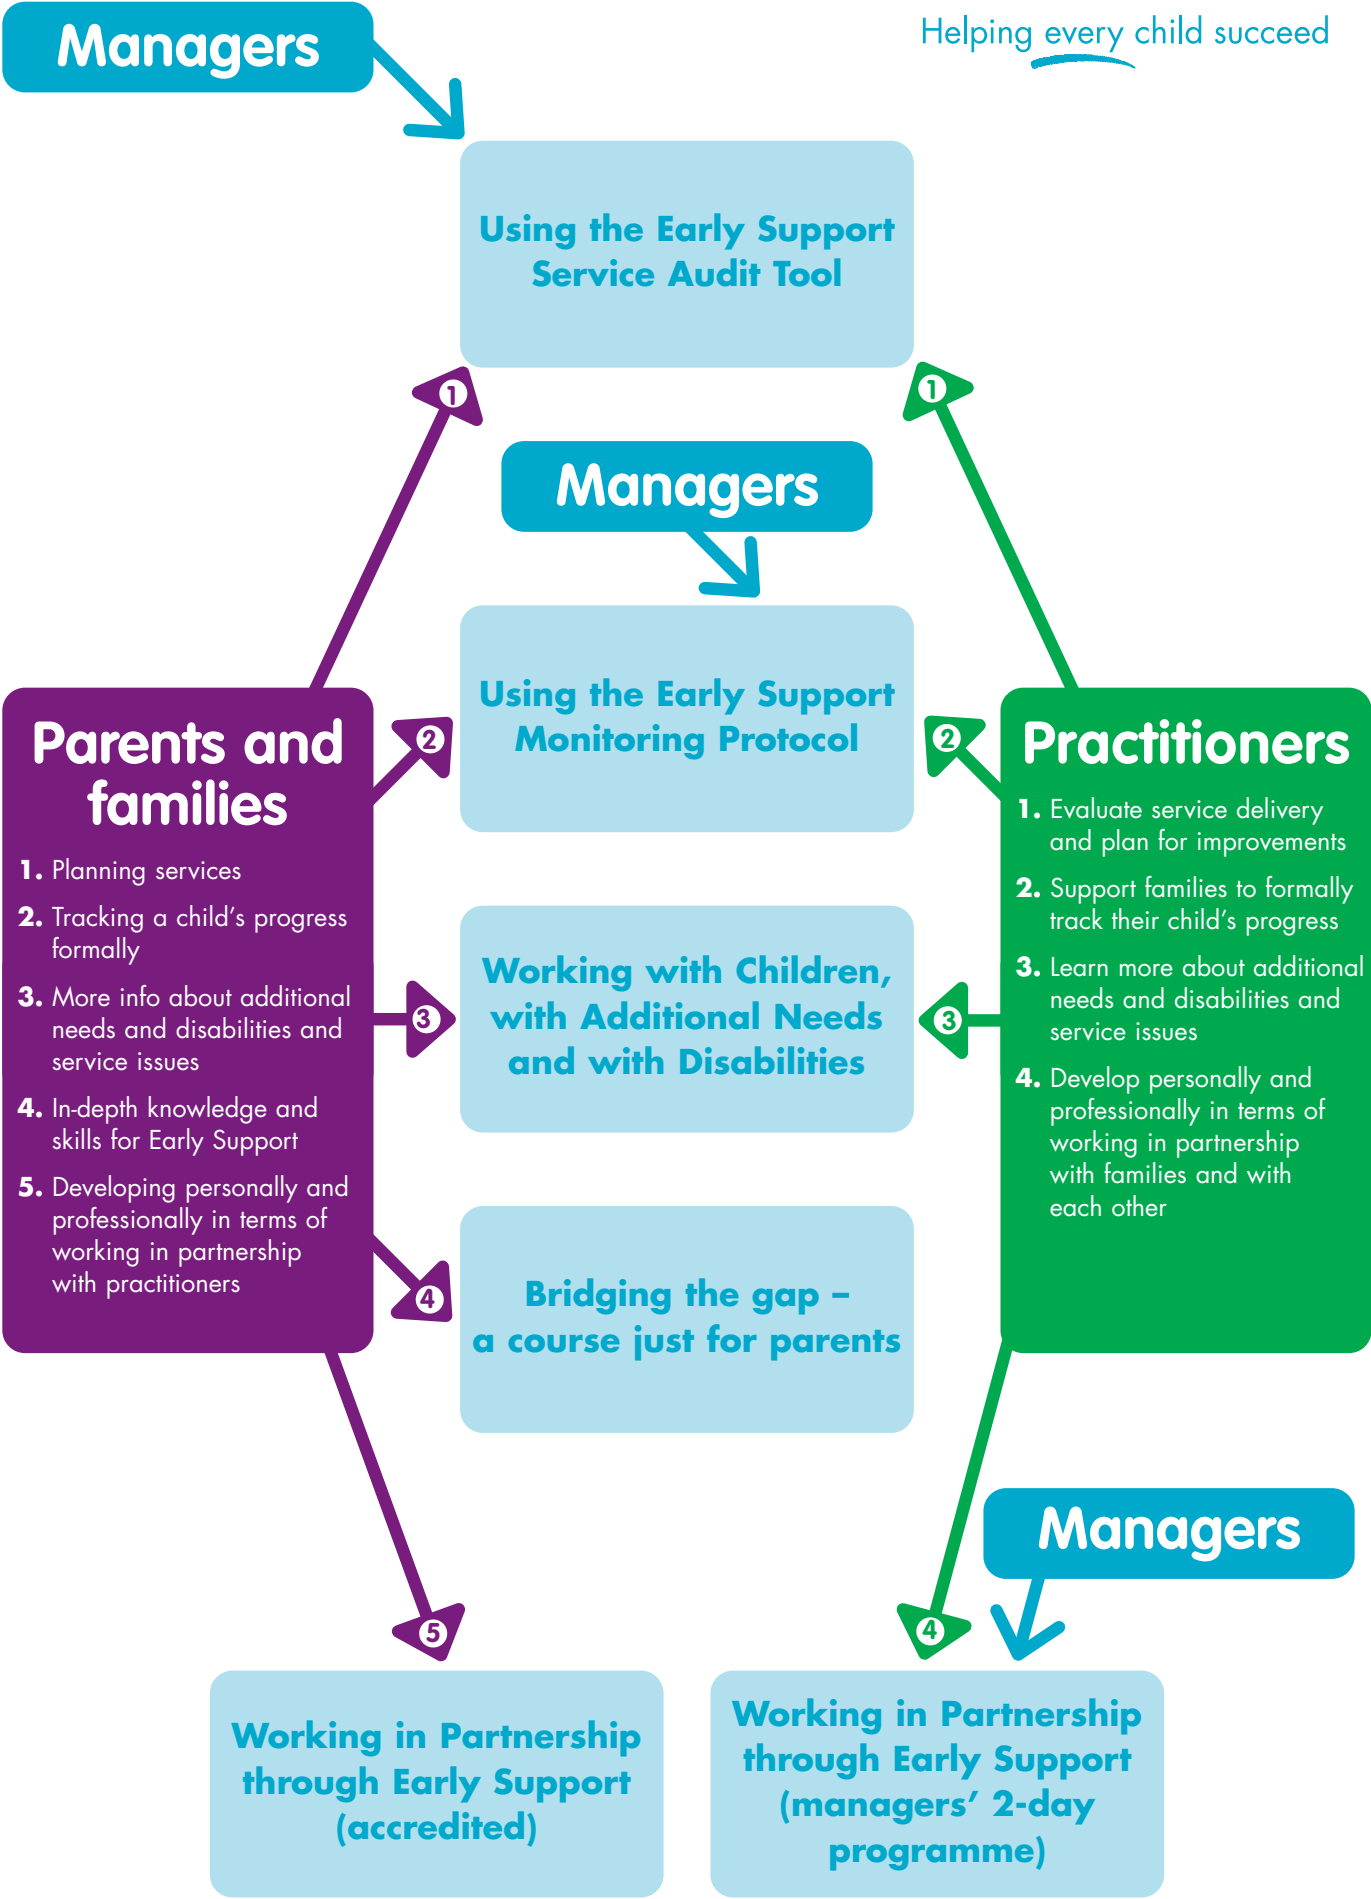 Managers
Helping every child succeed
Using the Early Support
Service Audit Tool
1
1
Managers
Using the Early Support
Monitoring Protocol
2
2
Parents and
families
1. Planning services
2. Tracking a child's progress
formally
3. More info about additional
needs and disabilities and
service issues
4. In-depth knowledge and
skills for Early Support
5. Developing personally and
professionally in terms of
working in partnership
with practitioners
Practitioners
1. Evaluate service delivery
and plan for improvements
2. Support families to formally
track their child's progress
3. Learn more about additional
needs and disabilities and
service issues
4. Develop personally and
professionally in terms of
working in partnership
with families and with
each other
Working with Children,
with Additional Needs
and with Disabilities
3
3
Bridging the gap –
a course just for parents
4
Managers
5
4
Working in Partnership
through Early Support
(accredited)
Working in Partnership
through Early Support
(managers' 2-day
programme)